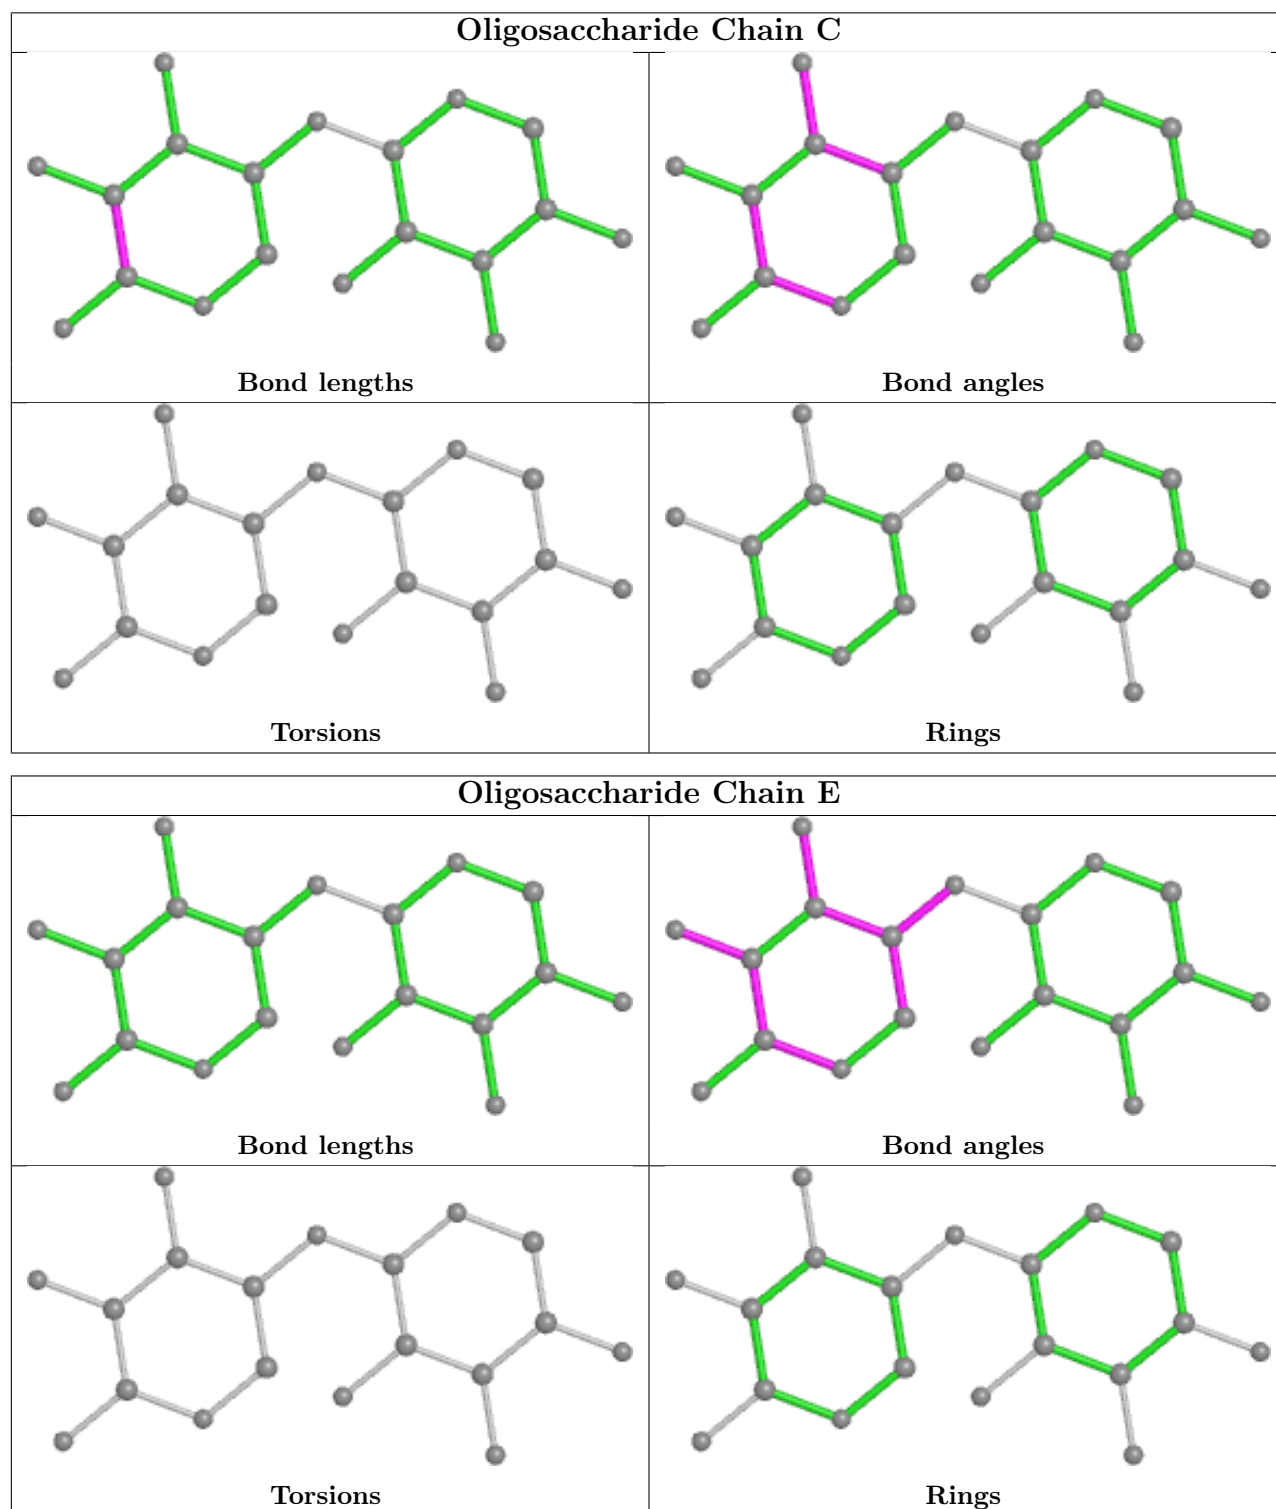 Oligosaccharide Chain C
Bond lengths
Bond angles
Torsions
Rings
Oligosaccharide Chain E
Bond lengths
Bond angles
Torsions
Rings